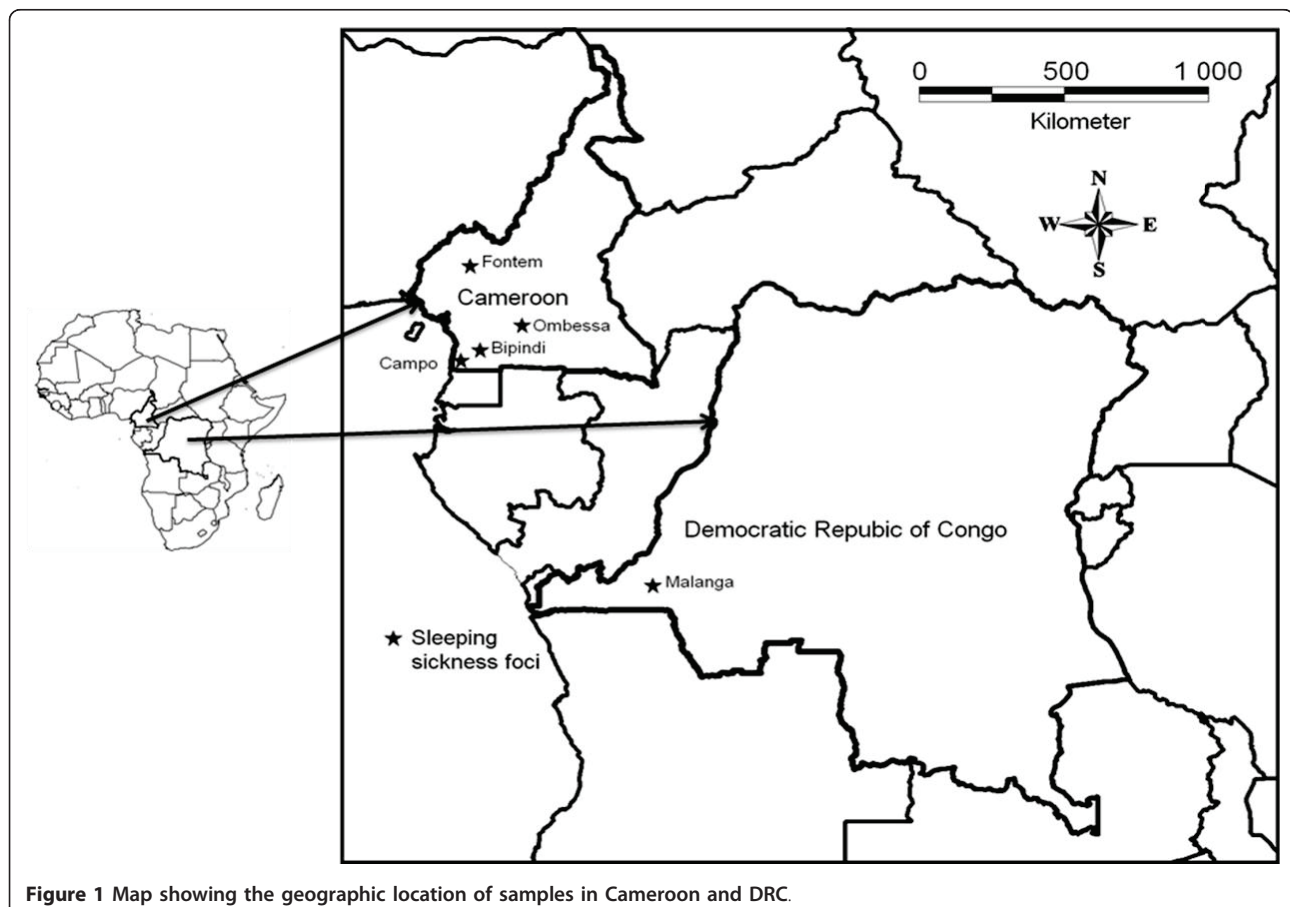 0 500 1 000
Kilometer
N
W E
S
Fontem
Cameroon
Ombessa
Bipindi
Campo
Democratic Repubic of Congo
Malanga
Sleeping
sickness foci
Figure 1 Map showing the geographic location of samples in Cameroon and DRC.